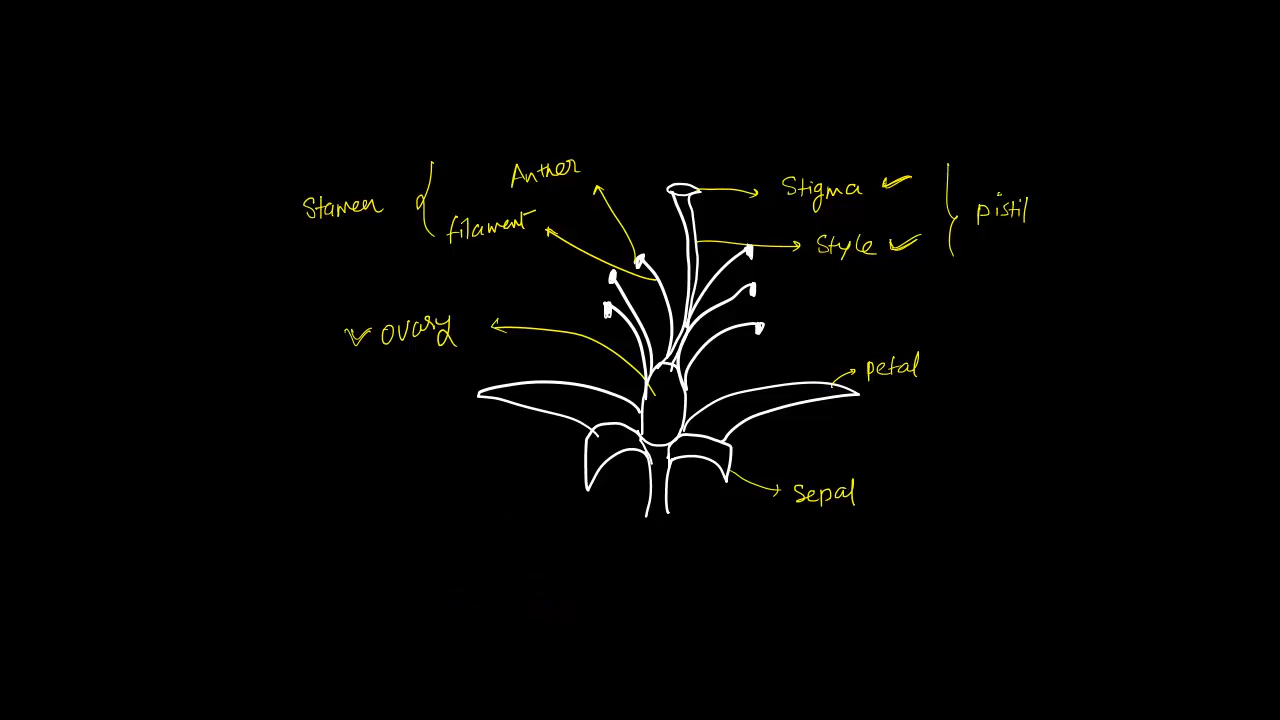 Anther
Stigma
Stamen
pistil
filament
Style
ovary
petal
Sepal